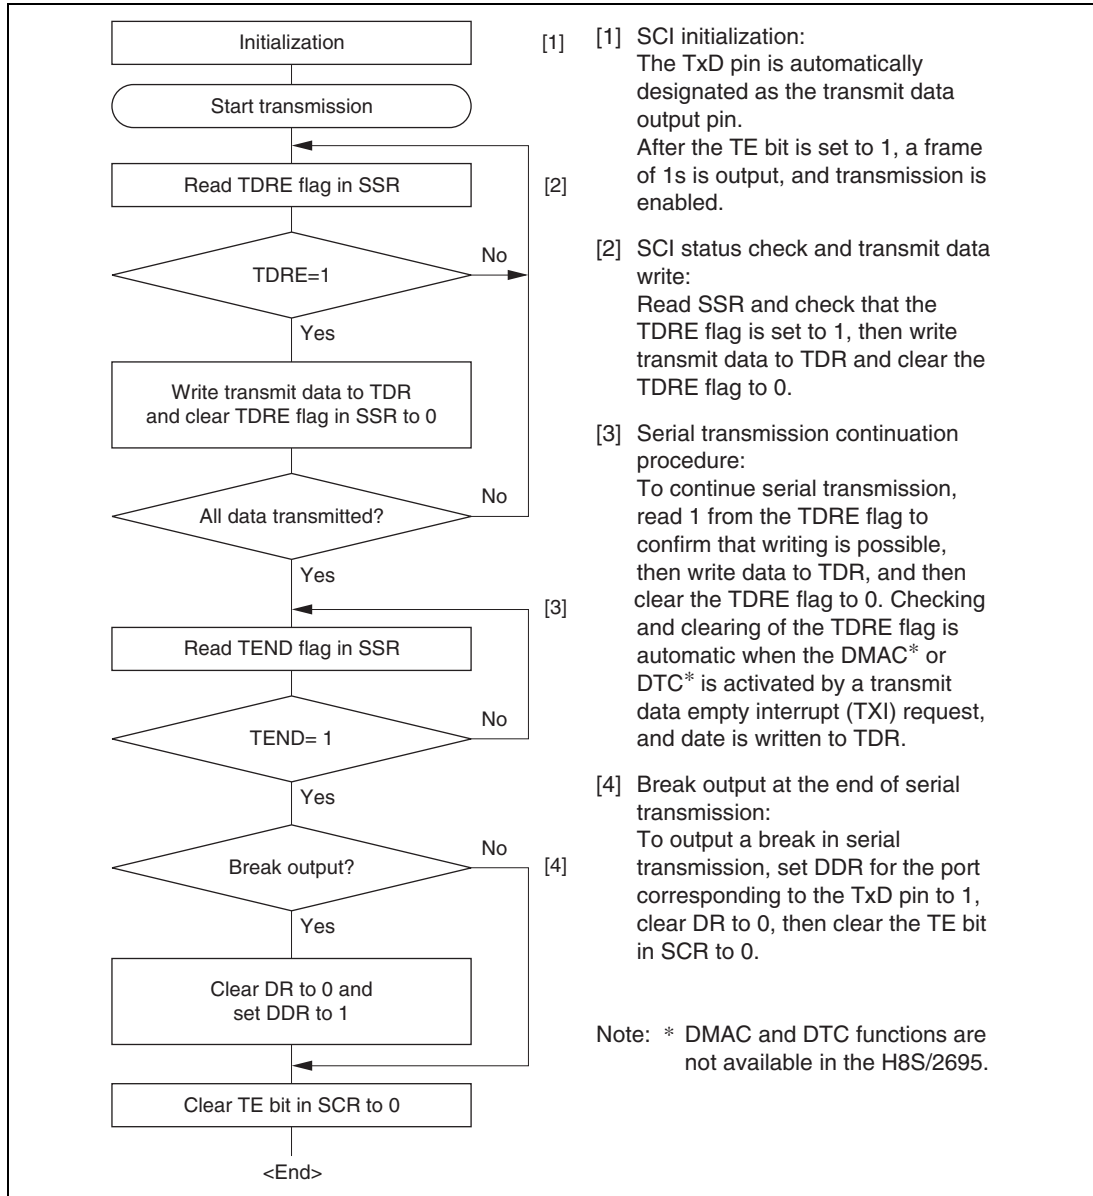 Initialization
[1]
Start transmission
Read TDRE flag in SSR
[2]
No
TDRE=1
Yes
Write transmit data to TDR
and clear TDRE flag in SSR to 0
No
All data transmitted?
Yes
[3]
Read TEND flag in SSR
No
TEND= 1
Yes
No
[4]
Break output?
Yes
Clear DR to 0 and
set DDR to 1
Clear TE bit in SCR to 0
<End>
[1] SCI initialization:
The TxD pin is automatically
designated as the transmit data
output pin.
After the TE bit is set to 1, a frame
of 1s is output, and transmission is
enabled.
[2] SCI status check and transmit data
write:
Read SSR and check that the
TDRE flag is set to 1, then write
transmit data to TDR and clear the
TDRE flag to 0.
[3] Serial transmission continuation
procedure:
To continue serial transmission,
read 1 from the TDRE flag to
confirm that writing is possible,
then write data to TDR, and then
clear the TDRE flag to 0. Checking
and clearing of the TDRE flag is
automatic when the DMAC* or
DTC* is activated by a transmit
data empty interrupt (TXI) request,
and date is written to TDR.
[4] Break output at the end of serial
transmission:
To output a break in serial
transmission, set DDR for the port
corresponding to the TxD pin to 1,
clear DR to 0, then clear the TE bit
in SCR to 0.
Note: * DMAC and DTC functions are
not available in the H8S/2695.